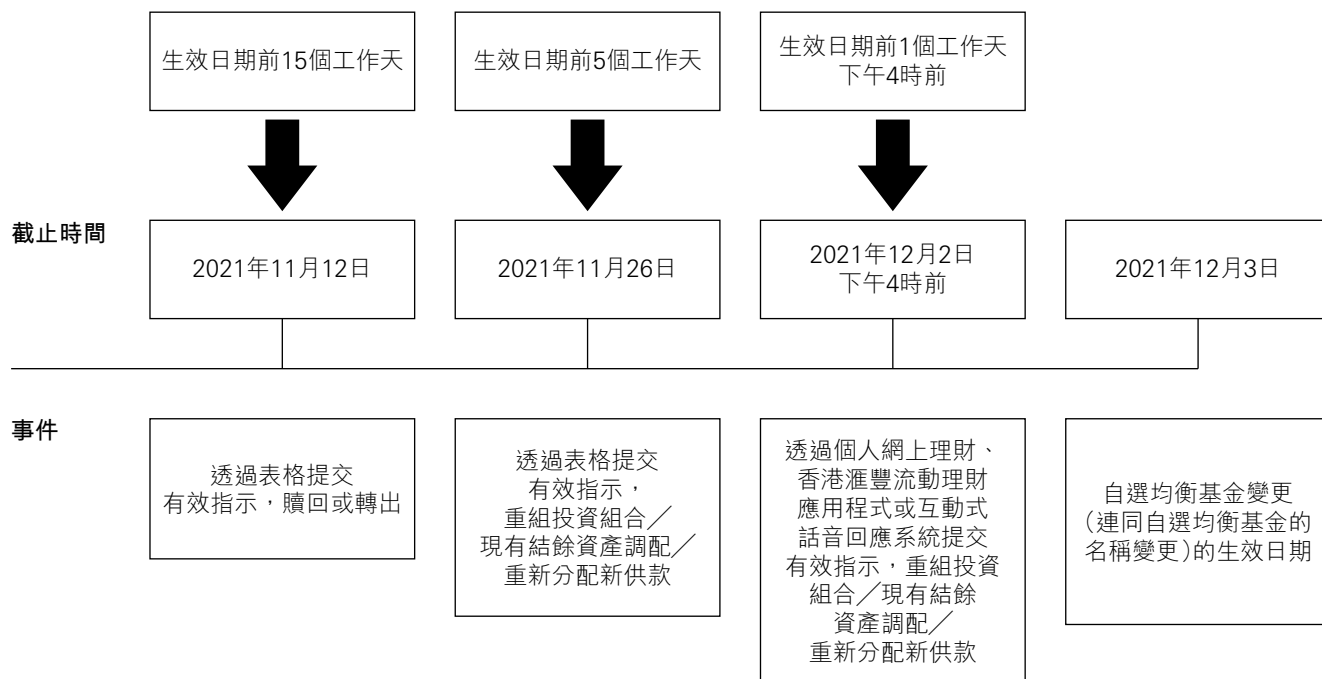 生效日期前15個工作天
生效日期前5個工作天
生效日期前1個工作天
下午4時前
截止時間
2021年11月12日
2021年11月26日
2021年12月2日
下午4時前
2021年12月3日
事件
透過表格提交
有效指示，贖回或轉出
透過表格提交
有效指示，
重組投資組合／
現有結餘資產調配／
重新分配新供款
透過個人網上理財、
香港滙豐流動理財
應用程式或互動式
話音回應系統提交
有效指示，重組投資
組合／現有結餘
資產調配／
重新分配新供款
自選均衡基金變更
（連同自選均衡基金的
名稱變更）的生效日期